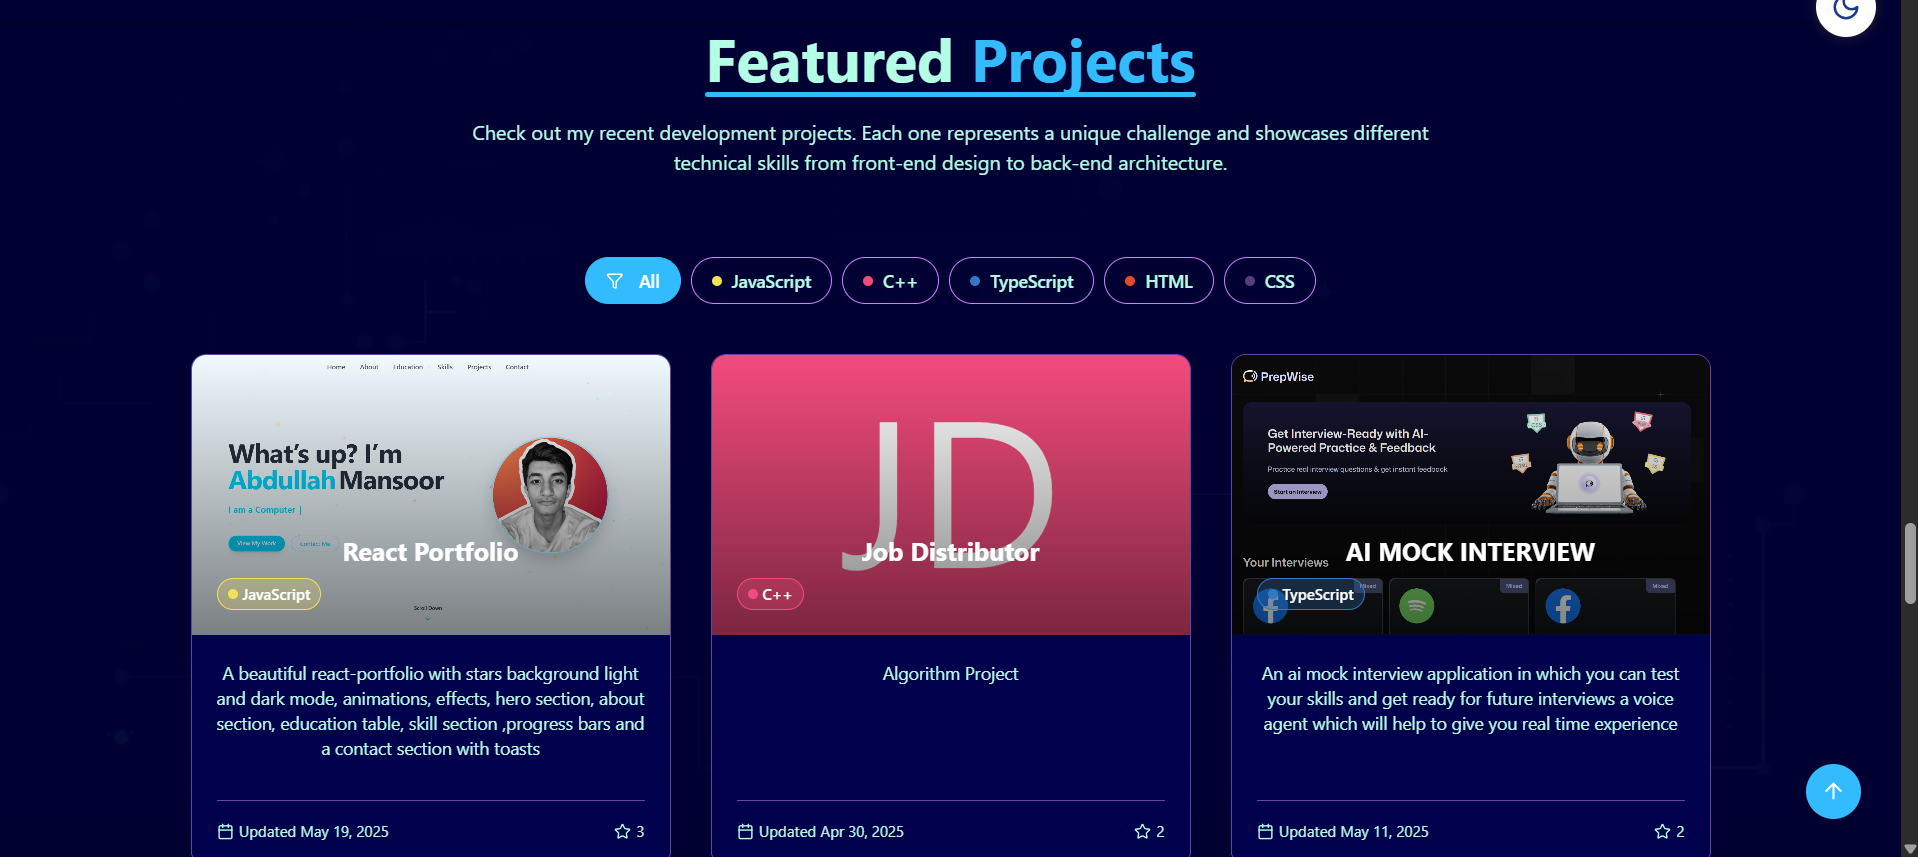 Featured Projects
Check out my recent development projects. Each one represents a unique challenge and showcases different
technical skills from front-end design to back-end architecture.
All
JavaScript
C++
TypeScript
HTML
CSS
Home About Education Skills Projects Contact
What's up? I'm
Abdullah Mansoor
I am a Computer |
View My Work
Contact Me
React Portfolio
JavaScript
Scroll Down
A beautiful react-portfolio with stars background light
and dark mode, animations, effects, hero section, about
section, education table, skill section ,progress bars and
a contact section with toasts
Updated May 19, 2025
3
JD
Job Distributor
C++
Algorithm Project
Updated Apr 30, 2025
2
PrepWise
Get Interview-Ready with AI-
Powered Practice & Feedback
Practice real interview questions & get instant feedback
Start an Interview
AI MOCK INTERVIEW
Your Interviews
TypeScript
Mixed
Mixed
Mixed
An ai mock interview application in which you can test
your skills and get ready for future interviews a voice
agent which will help to give you real time experience
Updated May 11, 2025
2